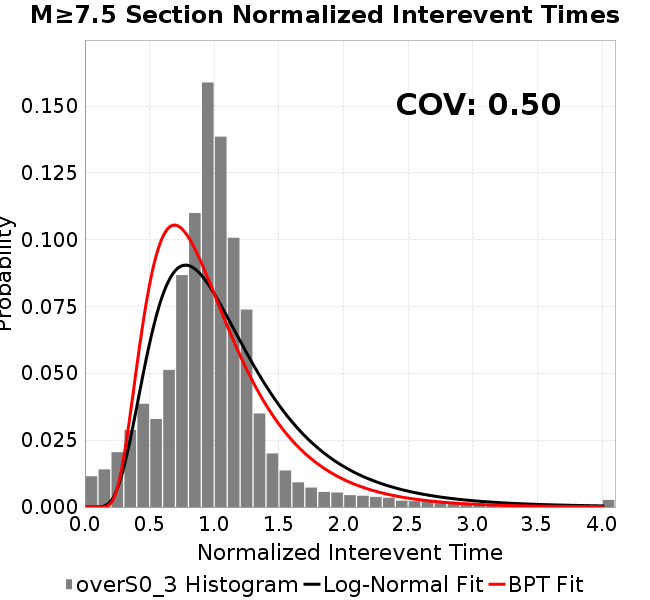 M≥7.5 Section Normalized Interevent Times
COV: 0.50
Probability
0.150
0.125
0.100
0.075
0.050
0.025
0.000
0.0 0.5 1.0 1.5 2.0 2.5 3.0 3.5 4.0
Normalized Interevent Time
overS0_3 Histogram Log-Normal Fit BPT Fit